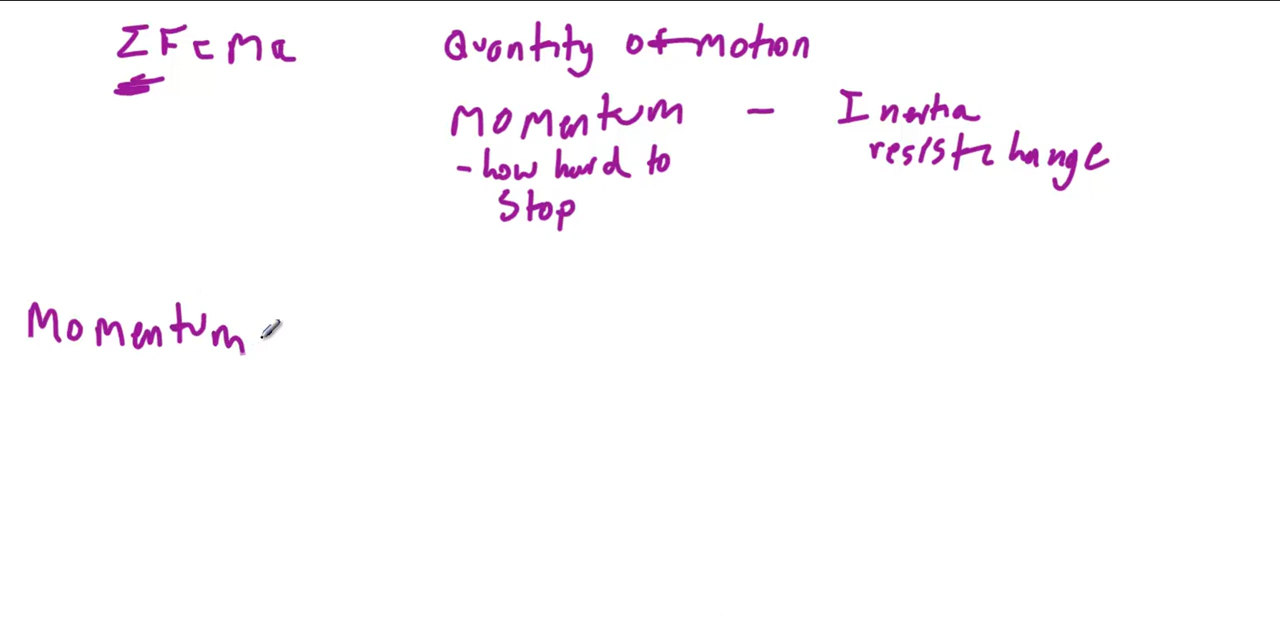 ΣF = ma
Quantity of motion
Momentum - Inertia
resist change
- how hard to
stop
Momentum